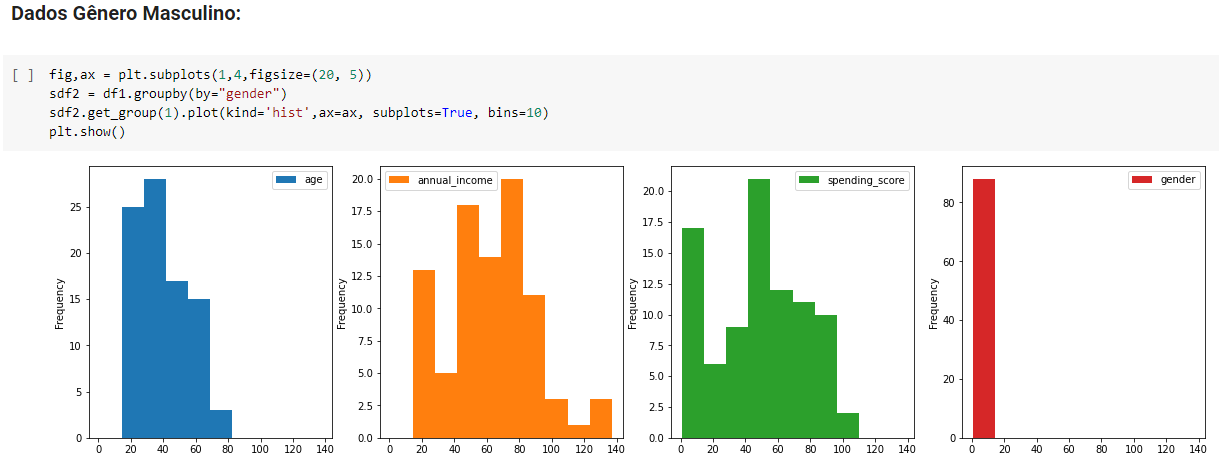 Dados Gênero Masculino:
[ ] fig,ax = plt.subplots(1,4,figsize=(20, 5))
sdf2 = df1.groupby(by="gender")
sdf2.get_group(1).plot(kind='hist',ax=ax, subplots=True, bins=10)
plt.show()
age
Frequency
25
20
15
10
5
0
0 20 40 60 80 100 120 140
annual_income
Frequency
20.0
17.5
15.0
12.5
10.0
7.5
5.0
2.5
0.0
0 20 40 60 80 100 120 140
spending_score
Frequency
20.0
17.5
15.0
12.5
10.0
7.5
5.0
2.5
0.0
0 20 40 60 80 100 120 140
gender
Frequency
80
60
40
20
0
0 20 40 60 80 100 120 140